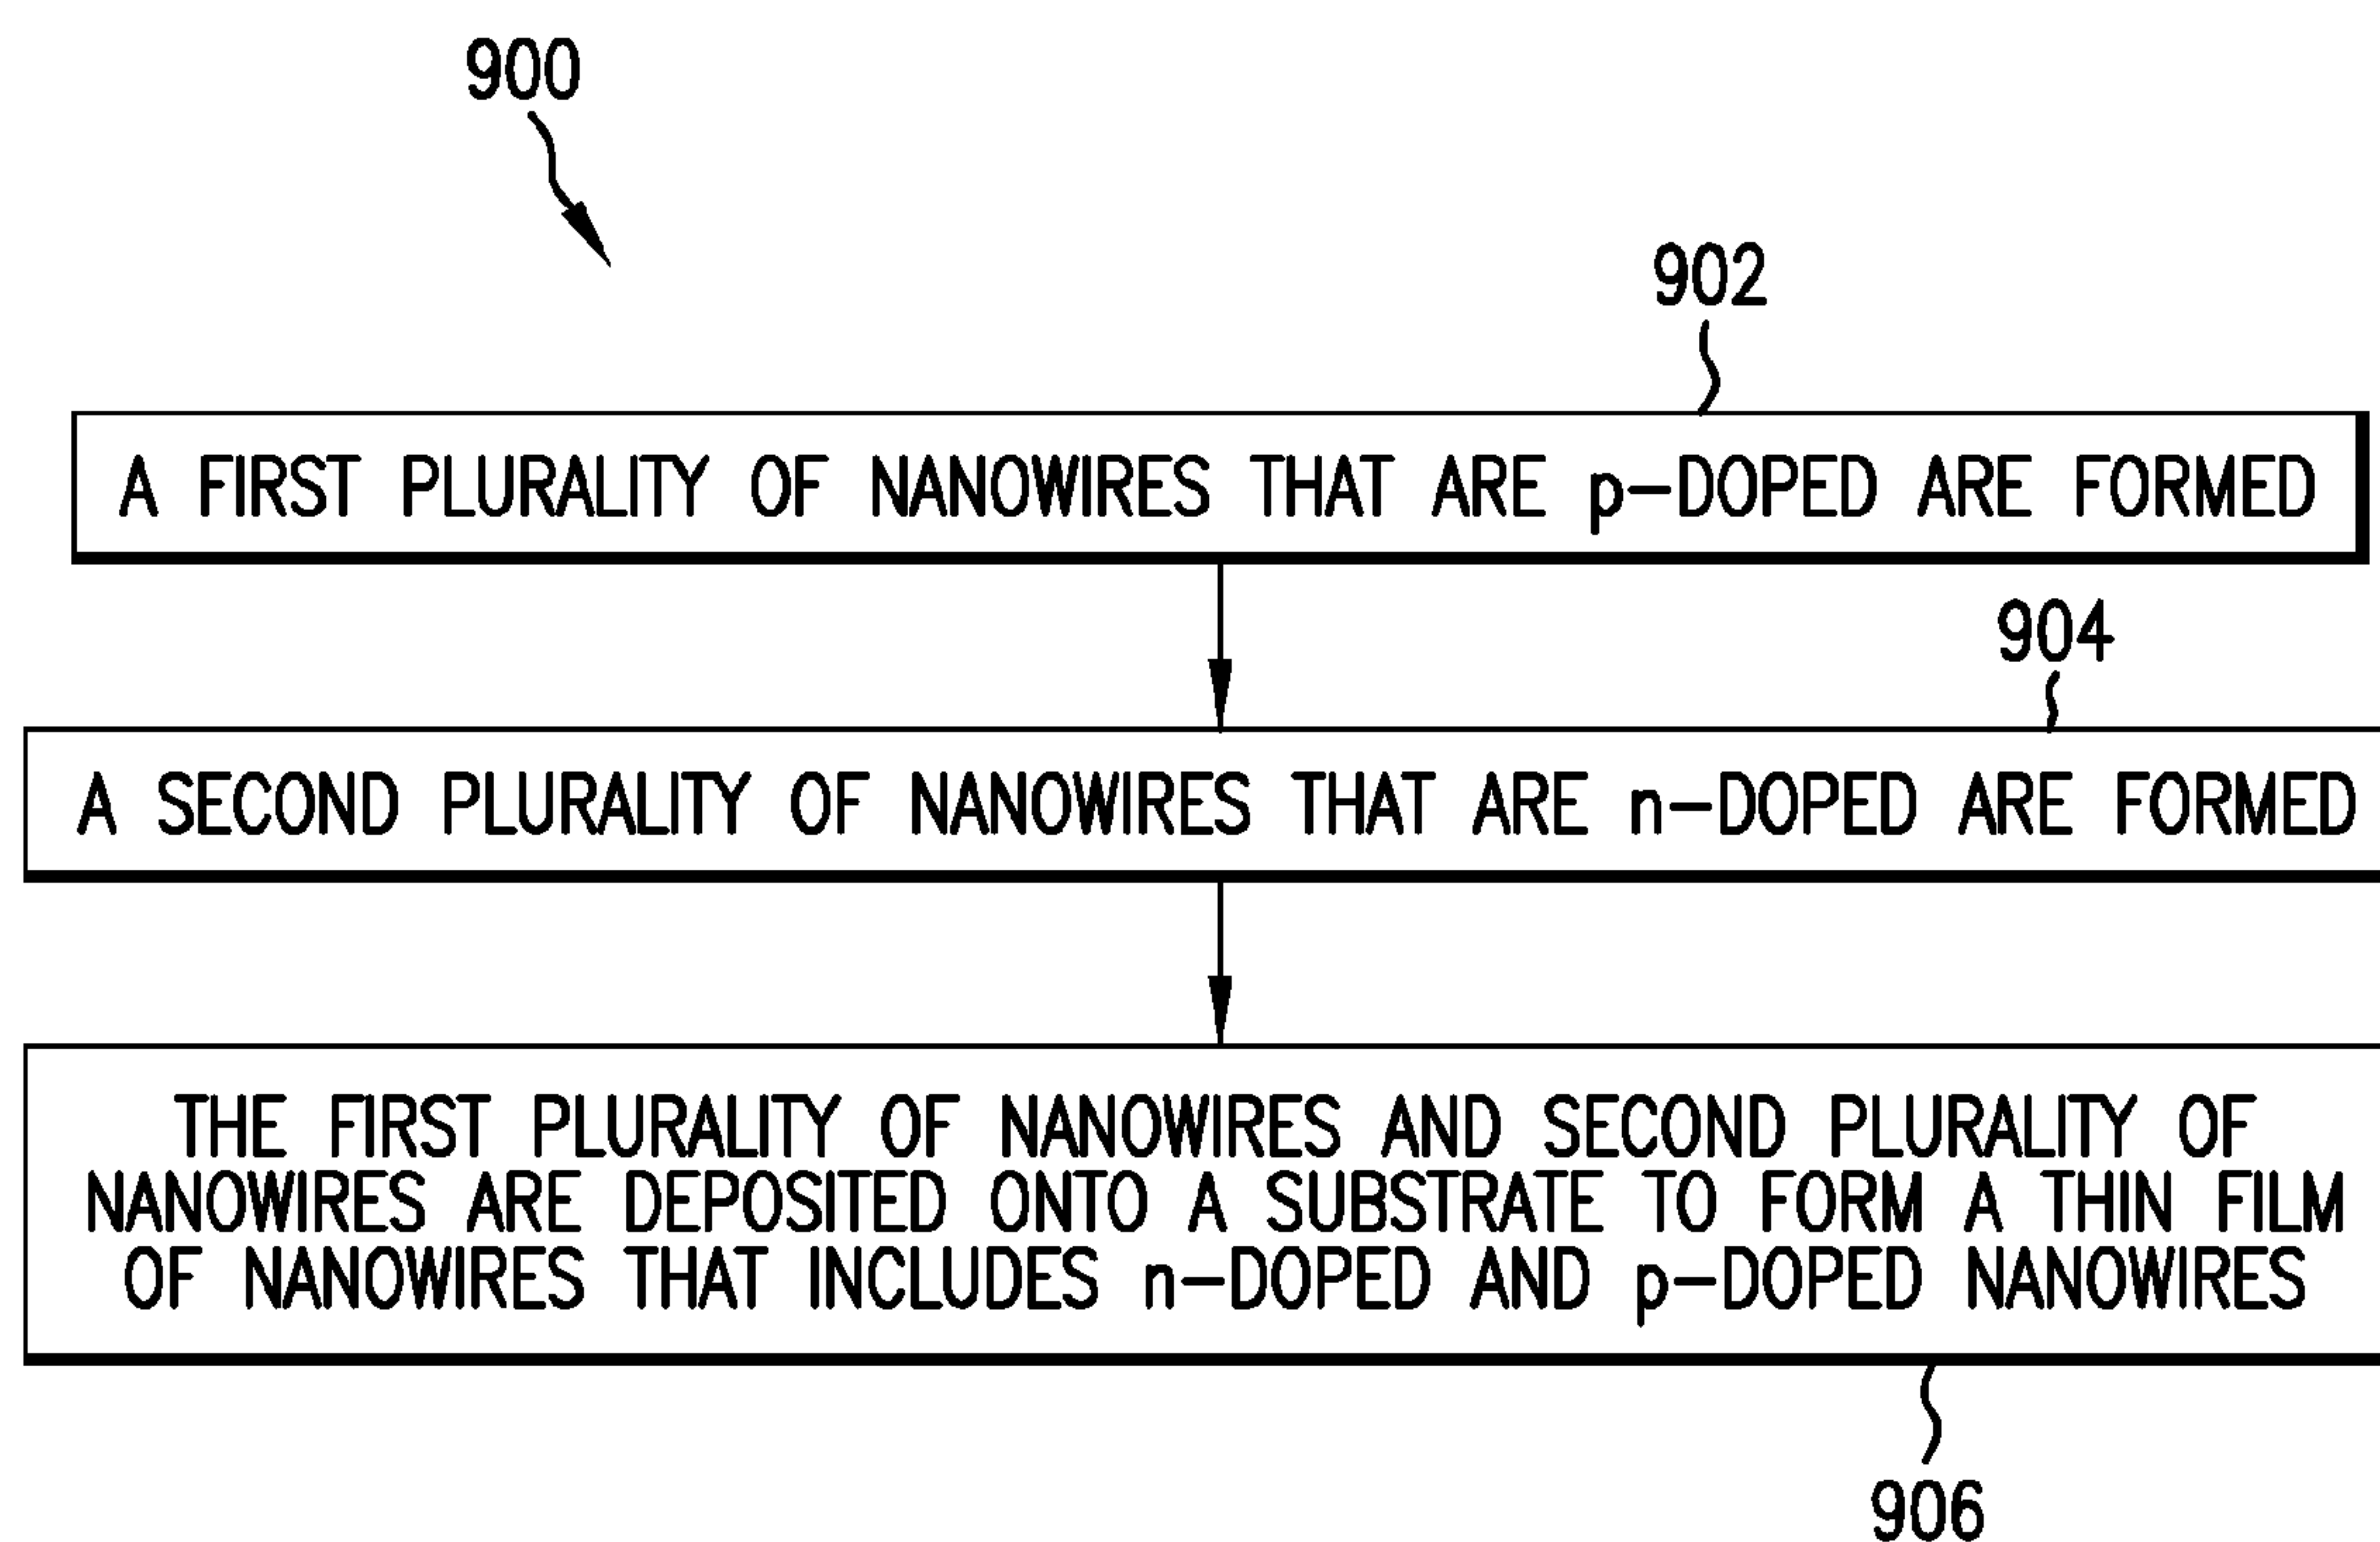 900
902
A FIRST PLURALITY OF NANOWIRES THAT ARE p-DOPED ARE FORMED
904
A SECOND PLURALITY OF NANOWIRES THAT ARE n-DOPED ARE FORMED
THE FIRST PLURALITY OF NANOWIRES AND SECOND PLURALITY OF
NANOWIRES ARE DEPOSITED ONTO A SUBSTRATE TO FORM A THIN FILM
OF NANOWIRES THAT INCLUDES n-DOPED AND p-DOPED NANOWIRES
906